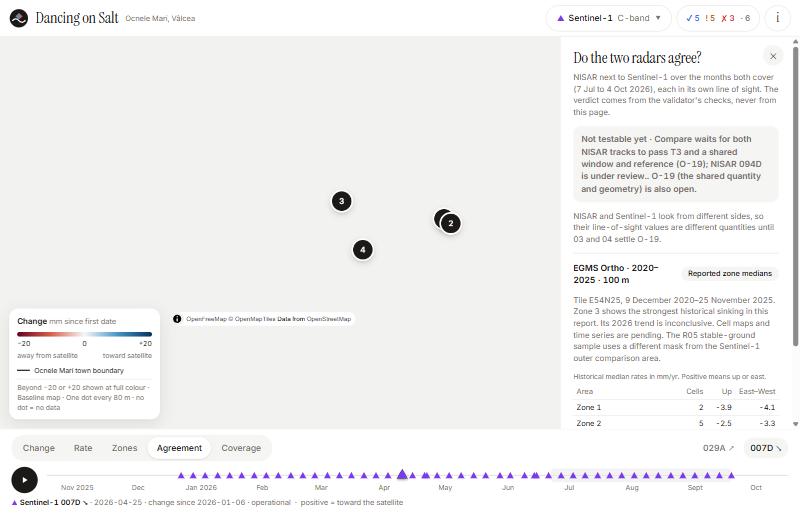 Dancing on Salt Ocnele Mari, Vâlcea
Sentinel-1 C-band ▼
✓5 !5 ✗3 ·6
i
Do the two radars agree?
×
NISAR next to Sentinel-1 over the months both cover
(7 Jul to 4 Oct 2026), each in its own line of sight. The
verdict comes from the validator's checks, never from
this page.
Not testable yet · Compare waits for both
NISAR tracks to pass T3 and a shared
window and reference (O-19); NISAR 094D
is under review.. O-19 (the shared quantity
and geometry) is also open.
NISAR and Sentinel-1 look from different sides, so
their line-of-sight values are different quantities until
03 and 04 settle O-19.
EGMS Ortho · 2020–
2025 · 100 m
Reported zone medians
Tile E54N25, 9 December 2020–25 November 2025.
Zone 3 shows the strongest historical sinking in this
report. Its 2026 trend is inconclusive. Cell maps and
time series are pending. The R05 stable-ground
sample uses a different mask from the Sentinel-1
outer comparison area.
Historical median rates in mm/yr. Positive means up or east.
Area Cells Up East–West
Zone 1 2 -3.9 -4.1
Zone 2 5 -2.5 -3.3
3
2
4
Change mm since first date
−20 0 +20
away from satellite toward satellite
Ocnele Mari town boundary
Beyond −20 or +20 shown at full colour ·
Baseline map · One dot every 80 m · no
dot = no data
OpenFreeMap © OpenMapTiles Data from OpenStreetMap
Change Rate Zones Agreement Coverage
029A ↗ 007D ↘
Nov 2025 Dec Jan 2026 Feb Mar Apr May Jun Jul Aug Sept Oct
Sentinel-1 007D ↘ · 2026-04-25 · change since 2026-01-06 · operational · positive = toward the satellite